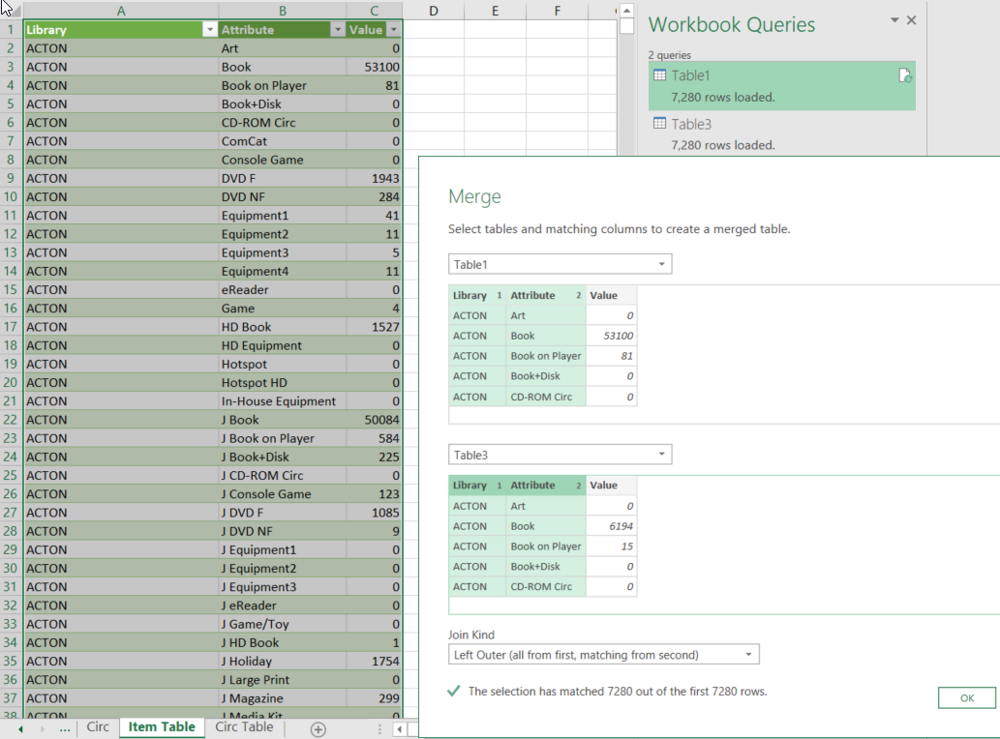 A B C D E F
1 Library Attribute Value
2 ACTON Art 0
3 ACTON Book 53100
4 ACTON Book on Player 81
5 ACTON Book+Disk 0
6 ACTON CD-ROM Circ 0
7 ACTON ComCat 0
8 ACTON Console Game 0
9 ACTON DVD F 1943
10 ACTON DVD NF 284
11 ACTON Equipment1 41
12 ACTON Equipment2 11
13 ACTON Equipment3 5
14 ACTON Equipment4 11
15 ACTON eReader 0
16 ACTON Game 4
17 ACTON HD Book 1527
18 ACTON HD Equipment 0
19 ACTON Hotspot 0
20 ACTON Hotspot HD 0
21 ACTON In-House Equipment 0
22 ACTON J Book 50084
23 ACTON J Book on Player 584
24 ACTON J Book+Disk 225
25 ACTON J CD-ROM Circ 0
26 ACTON J Console Game 123
27 ACTON J DVD F 1085
28 ACTON J DVD NF 9
29 ACTON J Equipment1 0
30 ACTON J Equipment2 0
31 ACTON J Equipment3 0
32 ACTON J eReader 0
33 ACTON J Game/Toy 0
34 ACTON J HD Book 1
35 ACTON J Holiday 1754
36 ACTON J Large Print 0
37 ACTON J Magazine 299
38 ACTON J Media Kit 0
... Circ Item Table Circ Table
Workbook Queries
2 queries
Table1
7,280 rows loaded.
Table3
7,280 rows loaded.
Merge
Select tables and matching columns to create a merged table.
Table1
Library 1 Attribute 2 Value
ACTON Art 0
ACTON Book 53100
ACTON Book on Player 81
ACTON Book+Disk 0
ACTON CD-ROM Circ 0
Table3
Library 1 Attribute 2 Value
ACTON Art 0
ACTON Book 6194
ACTON Book on Player 15
ACTON Book+Disk 0
ACTON CD-ROM Circ 0
Join Kind
Left Outer (all from first, matching from second)
The selection has matched 7280 out of the first 7280 rows.
OK